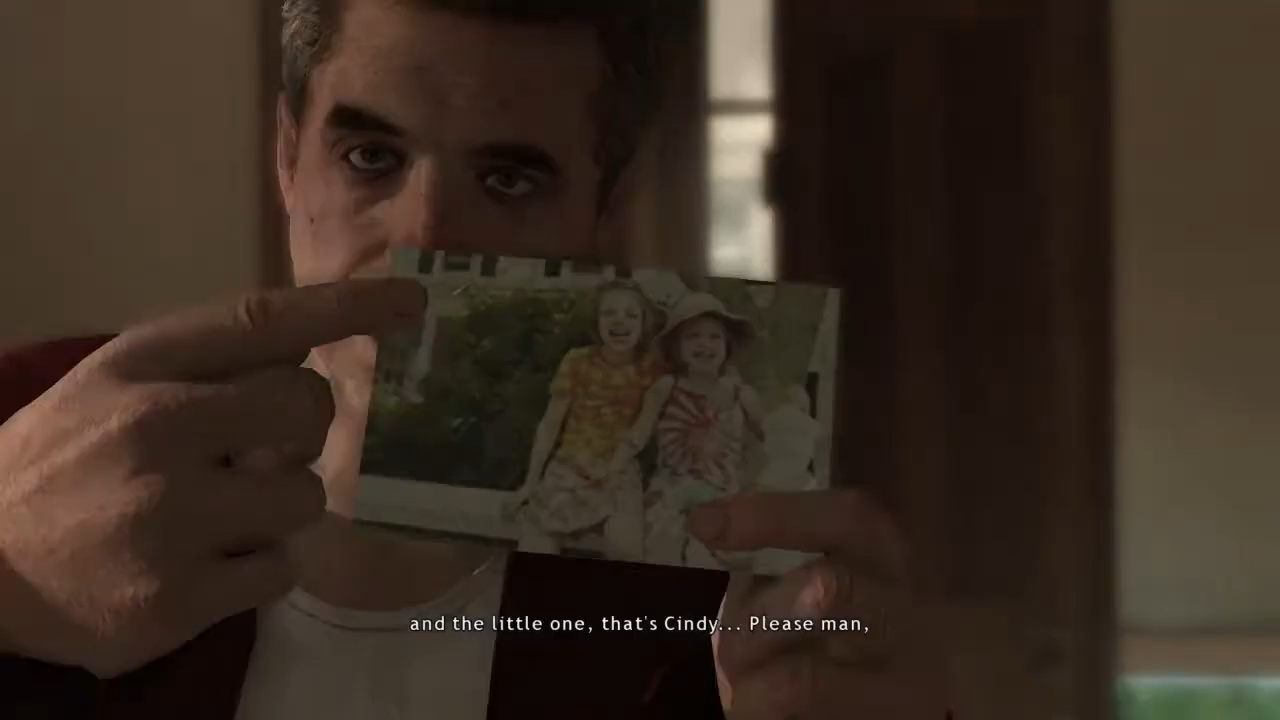 and the little one, that's Cindy... Please man,